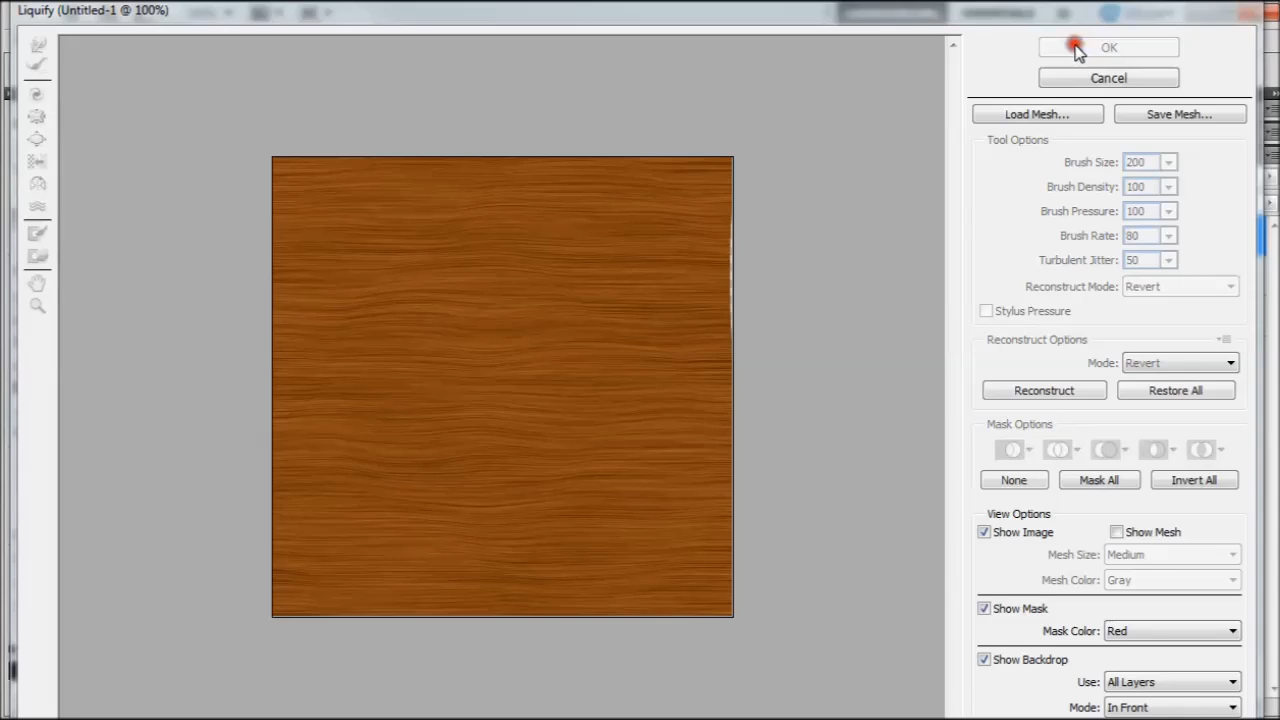 Liquify (Untitled-1 @ 100%)
OK
Cancel
Load Mesh... Save Mesh...
Tool Options
Brush Size: 200
Brush Density: 100
Brush Pressure: 100
Brush Rate: 80
Turbulent Jitter: 50
Reconstruct Mode: Revert
Stylus Pressure
Reconstruct Options
Mode: Revert
Reconstruct Restore All
Mask Options
None Mask All Invert All
View Options
Show Image Show Mesh
Mesh Size: Medium
Mesh Color: Gray
Show Mask
Mask Color: Red
Show Backdrop
Use: All Layers
Mode: In Front